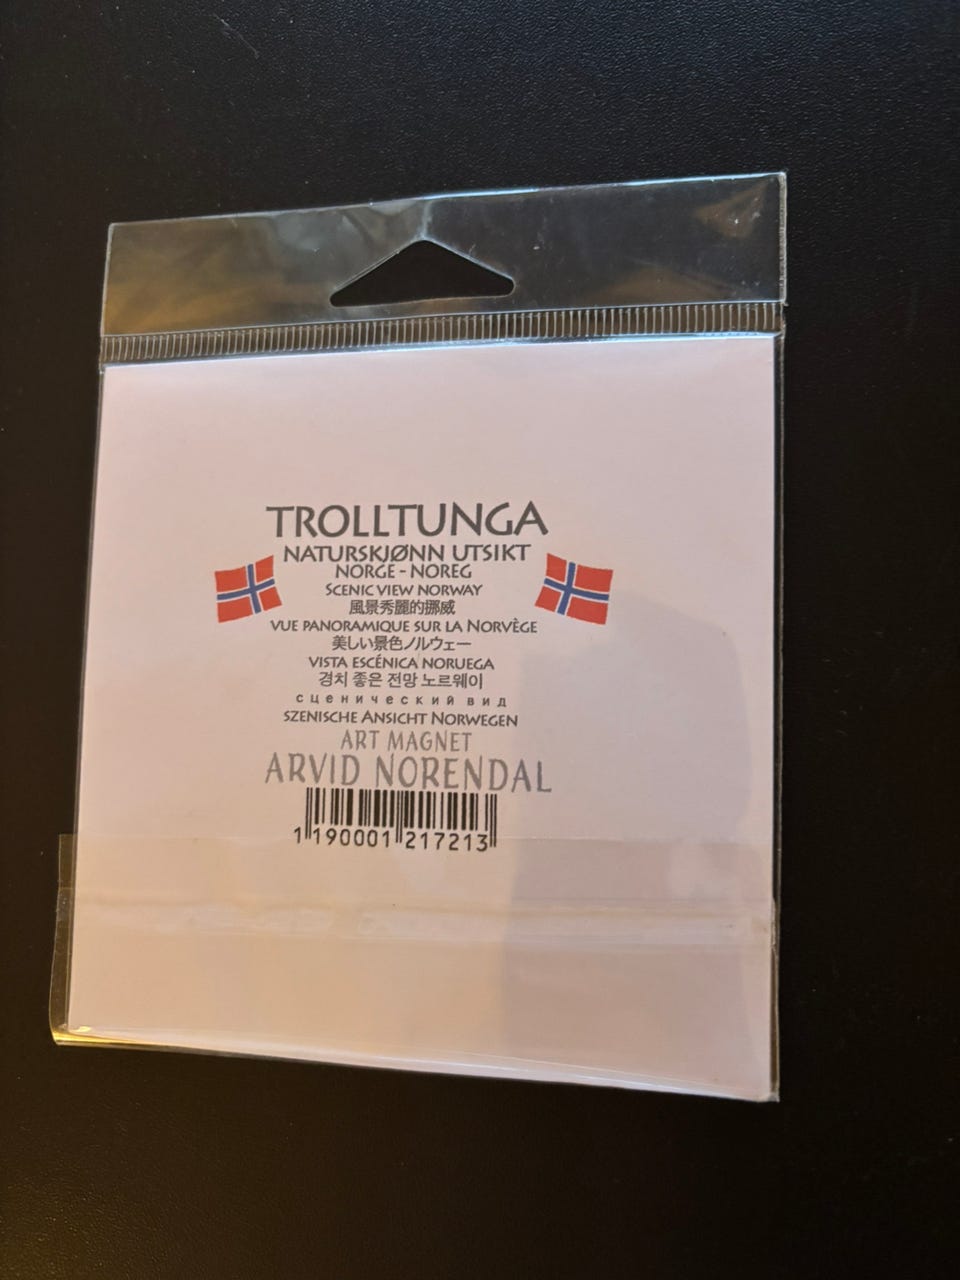 TROLLTUNGA
NATURSKJØNN UTSIKT
NORGE - NOREG
SCENIC VIEW NORWAY
風景秀麗的挪威
VUE PANORAMIQUE SUR LA NORVÈGE
美しい景色ノルウェー
VISTA ESCÉNICA NORUEGA
경치 좋은 전망 노르웨이
сценический вид
SZENISCHE ANSICHT NORWEGEN
ART MAGNET
ARVID NORENDAL
1 190001 217213